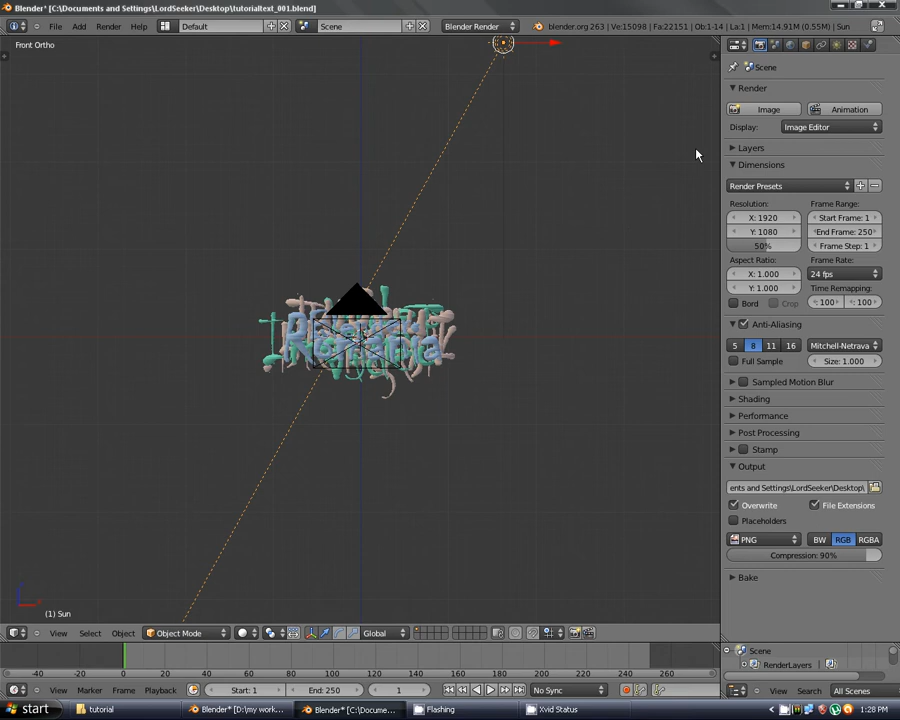 Blender* [C:\Documents and Settings\LordSeeker\Desktop\tutorialtext_001.blend]
File Add Render Help Default Scene Blender Render blender.org 263 | Ve:15098 | Fa:22151 | Ob:1-14 | La:1 | Mem:14.91M (0.55M) | Sun
Front Ortho
Scene
Render
Image Animation
Display: Image Editor
Layers
Dimensions
Render Presets
Resolution: Frame Range:
X: 1920 Start Frame: 1
Y: 1080 End Frame: 250
50% Frame Step: 1
Aspect Ratio: Frame Rate:
X: 1.000 24 fps
Y: 1.000 Time Remapping:
Bord Crop : 100 : 100
Anti-Aliasing
5 8 11 16 Mitchell-Netrava
Full Sample Size: 1.000
Sampled Motion Blur
Shading
Performance
Post Processing
Stamp
Output
ents and Settings\LordSeeker\Desktop\
Overwrite File Extensions
Placeholders
PNG BW RGB RGBA
Compression: 90%
Bake
(1) Sun
View Select Object Object Mode Global
Scene
RenderLayers
-40 -20 0 20 40 60 80 100 120 140 160 180 200 220 240 260 280
View Marker Frame Playback Start: 1 End: 250 1 No Sync View Search All Scenes
start tutorial Blender* [D:\my work... Blender* [C:\Docume... Flashing Xvid Status 1:28 PM